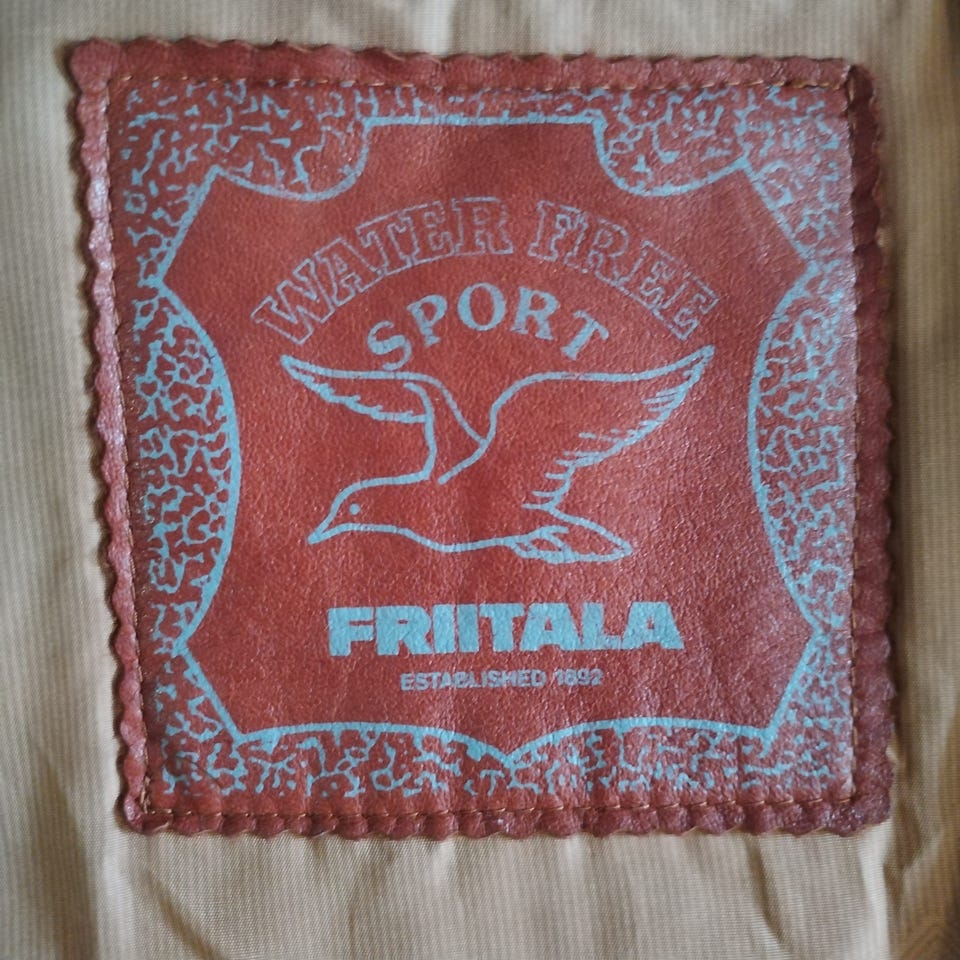 WATER FREE
SPORT
FRIITALA
ESTABLISHED 1892